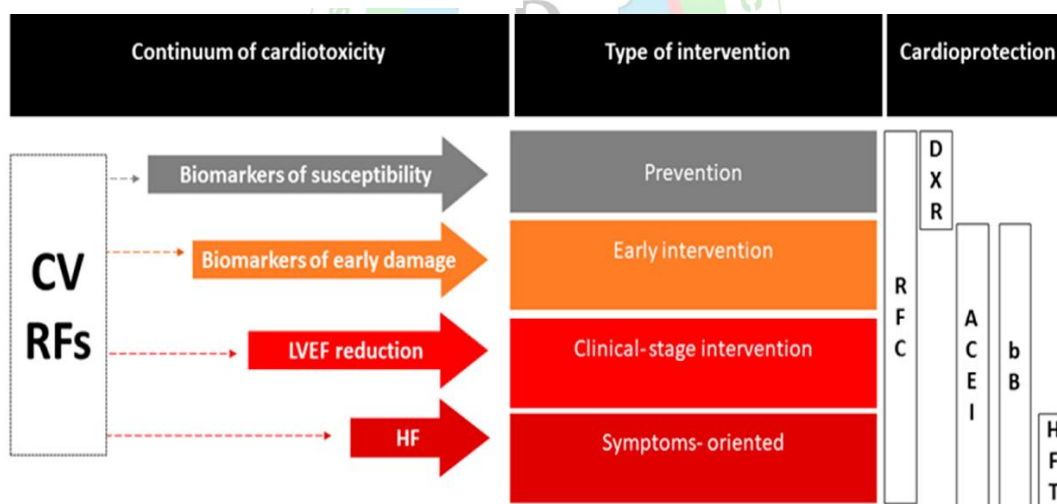 Continuum of cardiotoxicity
Type of intervention
Cardioprotection
CV
RFs
Biomarkers of susceptibility
Prevention
Biomarkers of early damage
Early intervention
LVEF reduction
Clinical-stage intervention
HF
Symptoms- oriented
R
F
C
D
X
R
A
C
E
I
b
B
H
F
T